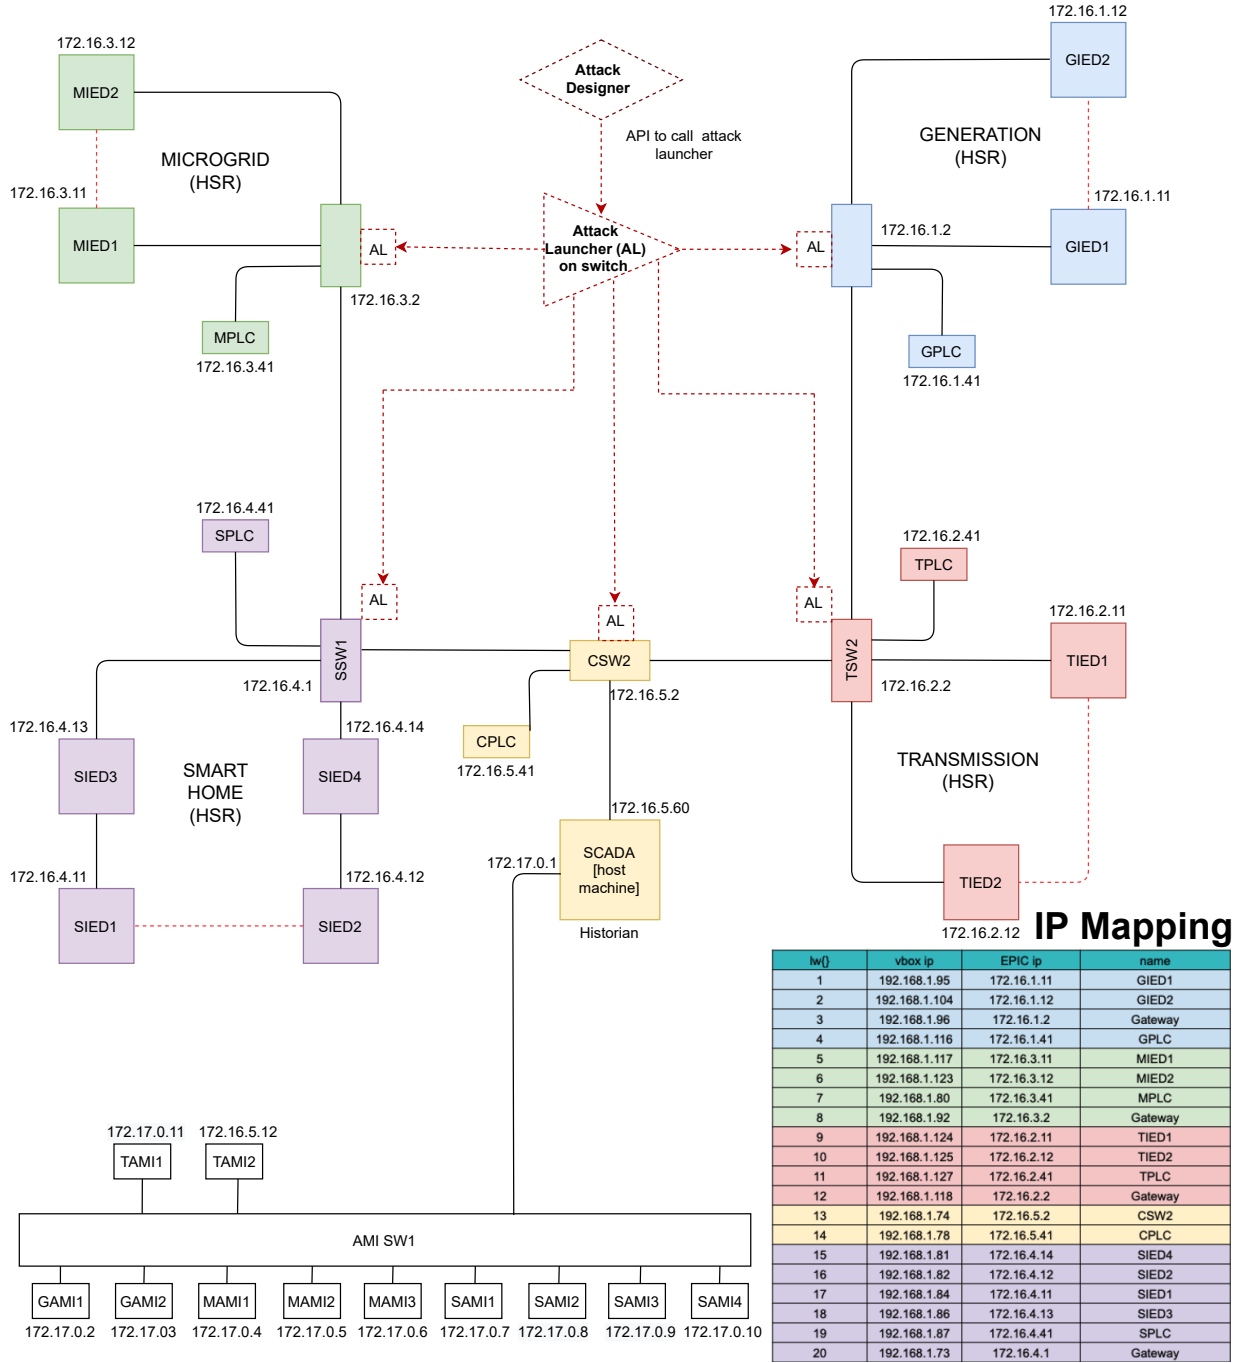 172.16.3.12
MIED2
MICROGRID
(HSR)
172.16.3.11
MIED1
AL
172.16.3.2
MPLC
172.16.3.41
Attack
Designer
API to call attack
launcher
Attack
Launcher (AL)
on switch
172.16.1.12
GIED2
GENERATION
(HSR)
172.16.1.11
AL
172.16.1.2
GIED1
GPLC
172.16.1.41
172.16.4.41
SPLC
AL
SSW1
172.16.4.1
172.16.4.13
172.16.4.14
SIED3
SMART
HOME
(HSR)
SIED4
172.16.4.11
172.16.4.12
SIED1
SIED2
AL
CSW2
172.16.5.2
CPLC
172.16.5.41
172.16.5.60
172.17.0.1
SCADA
[host
machine]
Historian
172.16.2.41
TPLC
AL
TSW2
172.16.2.2
172.16.2.11
TIED1
TRANSMISSION
(HSR)
TIED2
172.16.2.12
172.17.0.11
172.16.5.12
TAMI1
TAMI2
AMI SW1
GAMI1
GAMI2
MAMI1
MAMI2
MAMI3
SAMI1
SAMI2
SAMI3
SAMI4
172.17.0.2
172.17.03
172.17.0.4
172.17.0.5
172.17.0.6
172.17.0.7
172.17.0.8
172.17.0.9
172.17.0.10
IP Mapping
lw{} vbox ip EPIC ip name
1 192.168.1.95 172.16.1.11 GIED1
2 192.168.1.104 172.16.1.12 GIED2
3 192.168.1.96 172.16.1.2 Gateway
4 192.168.1.116 172.16.1.41 GPLC
5 192.168.1.117 172.16.3.11 MIED1
6 192.168.1.123 172.16.3.12 MIED2
7 192.168.1.80 172.16.3.41 MPLC
8 192.168.1.92 172.16.3.2 Gateway
9 192.168.1.124 172.16.2.11 TIED1
10 192.168.1.125 172.16.2.12 TIED2
11 192.168.1.127 172.16.2.41 TPLC
12 192.168.1.118 172.16.2.2 Gateway
13 192.168.1.74 172.16.5.2 CSW2
14 192.168.1.78 172.16.5.41 CPLC
15 192.168.1.81 172.16.4.14 SIED4
16 192.168.1.82 172.16.4.12 SIED2
17 192.168.1.84 172.16.4.11 SIED1
18 192.168.1.86 172.16.4.13 SIED3
19 192.168.1.87 172.16.4.41 SPLC
20 192.168.1.73 172.16.4.1 Gateway